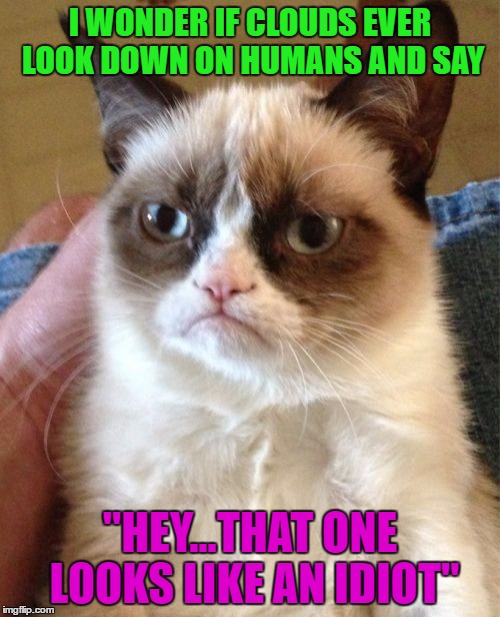 I WONDER IF CLOUDS EVER
LOOK DOWN ON HUMANS AND SAY
"HEY...THAT ONE
LOOKS LIKE AN IDIOT"
imgflip.com